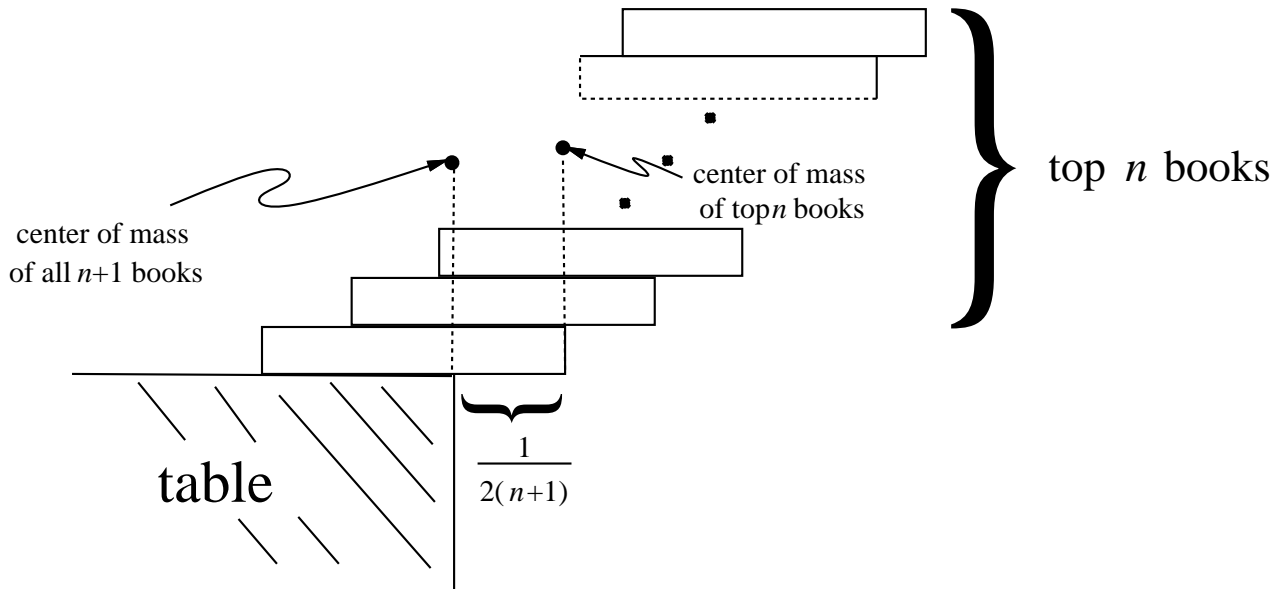 center of mass
of top n books
top n books
center of mass
of all n+1 books
table
1
2(n+1)